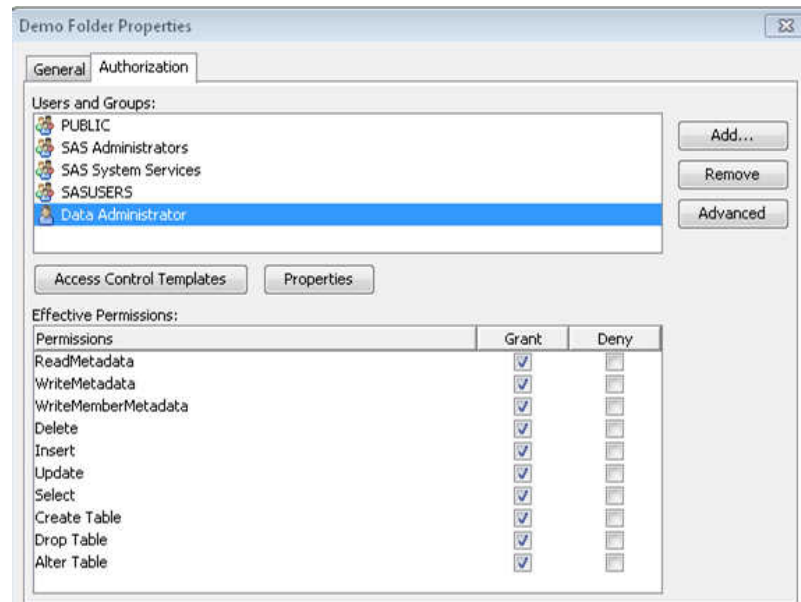 Demo Folder Properties
General Authorization
Users and Groups:
PUBLIC
SAS Administrators
SAS System Services
SASUSERS
Data Administrator
Add...
Remove
Advanced
Access Control Templates Properties
Effective Permissions:
Permissions Grant Deny
ReadMetadata
WriteMetadata
WriteMemberMetadata
Delete
Insert
Update
Select
Create Table
Drop Table
Alter Table